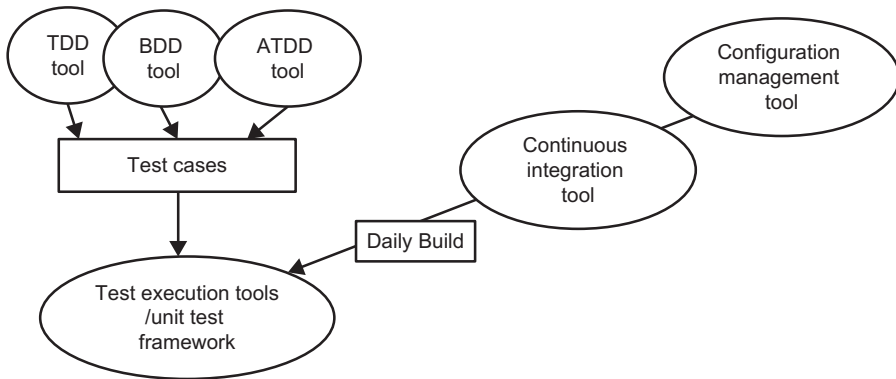 TDD
tool
BDD
tool
ATDD
tool
Configuration
management
tool
Test cases
Continuous
integration
tool
Daily Build
Test execution tools
/unit test
framework